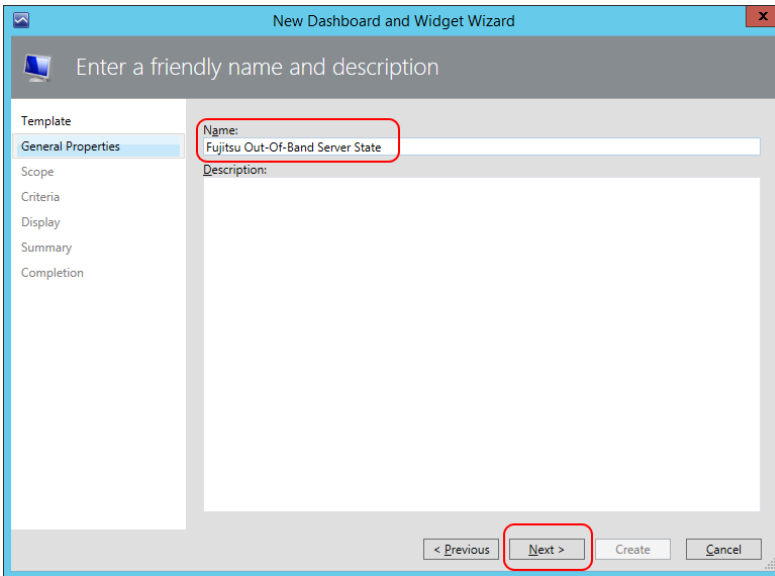 New Dashboard and Widget Wizard
x
Enter a friendly name and description
Template
General Properties
Scope
Criteria
Display
Summary
Completion
Name:
Fujitsu Out-Of-Band Server State
Description:
< Previous
Next >
Create
Cancel